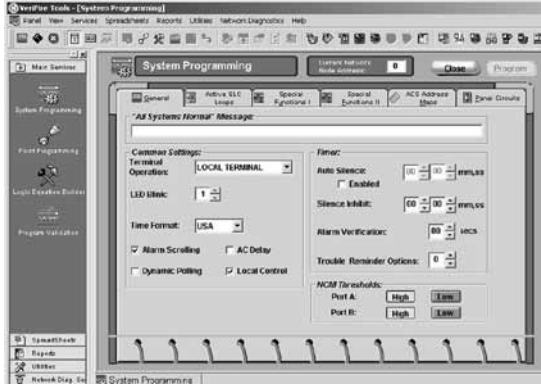 VeriFire Tools - [System Programming]
Panel View Services Spreadsheets Reports Utilities Network Diagnostics Help
Main Services
System Programming
Current Network
Node Address: 0
Close
Program
General
Active SLC Loops
Special Functions I
Special Functions II
ACS Address Maps
Panel Circuits
"All Systems Normal" Message:
System Programming
Point Programming
Logic Equation Builder
Program Validation
Common Settings:
Terminal Operation: LOCAL TERMINAL
LED Blink: 1
Time Format: USA
Alarm Scrolling
AC Delay
Dynamic Polling
Local Control
Timer:
Auto Silence: 00 : 00 mm,ss
Enabled
Silence Inhibit: 00 00 mm,ss
Alarm Verification: 00 secs
Trouble Reminder Options: 0
NCM Thresholds:
Port A: High Low
Port B: High Low
SpreadSheets
Reports
Utilities
Network Diag. Se
System Programming